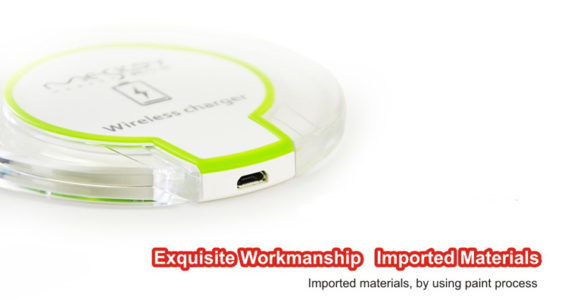 Wireless charger
Exquisite Workmanship Imported Materials
Imported materials, by using paint process